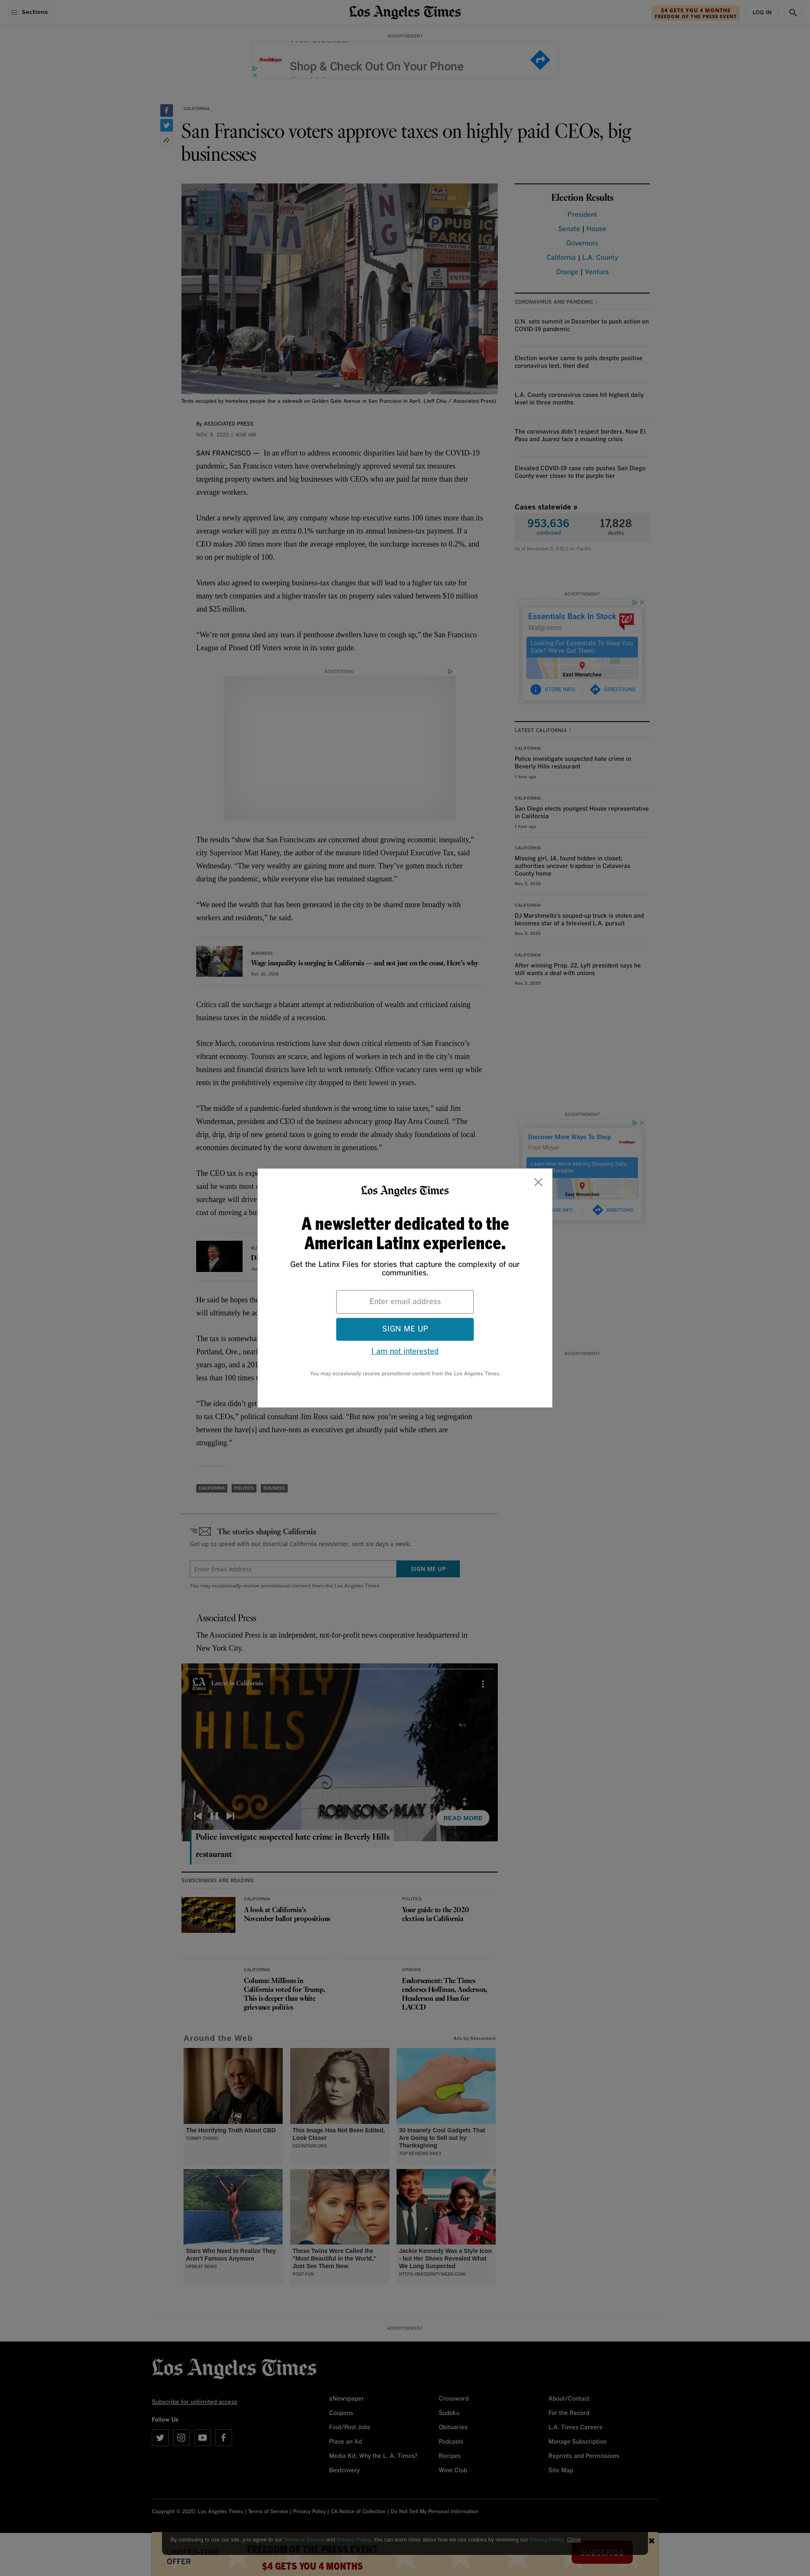 Sections
Los Angeles Times
$4 GETS YOU 4 MONTHS
FREEDOM OF THE PRESS EVENT
LOG IN
ADVERTISEMENT
Fred Meyer
Shop & Check Out On Your Phone
CALIFORNIA
San Francisco voters approve taxes on highly paid CEOs, big
businesses
PUBLIC
PARKING
ENTER
Tents occupied by homeless people line a sidewalk on Golden Gate Avenue in San Francisco in April. (Jeff Chiu / Associated Press)
By ASSOCIATED PRESS
NOV. 5, 2020 | 4:08 AM
SAN FRANCISCO — In an effort to address economic disparities laid bare by the COVID-19
pandemic, San Francisco voters have overwhelmingly approved several tax measures
targeting property owners and big businesses with CEOs who are paid far more than their
average workers.
Under a newly approved law, any company whose top executive earns 100 times more than its
average worker will pay an extra 0.1% surcharge on its annual business-tax payment. If a
CEO makes 200 times more than the average employee, the surcharge increases to 0.2%, and
so on per multiple of 100.
Voters also agreed to sweeping business-tax changes that will lead to a higher tax rate for
many tech companies and a higher transfer tax on property sales valued between $10 million
and $25 million.
“We’re not gonna shed any tears if penthouse dwellers have to cough up,” the San Francisco
League of Pissed Off Voters wrote in its voter guide.
ADVERTISING
The results “show that San Franciscans are concerned about growing economic inequality,”
city Supervisor Matt Haney, the author of the measure titled Overpaid Executive Tax, said
Wednesday. “The very wealthy are gaining more and more. They’ve gotten much richer
during the pandemic, while everyone else has remained stagnant.”
“We need the wealth that has been generated in the city to be shared more broadly with
workers and residents,” he said.
BUSINESS
Wage inequality is surging in California — and not just on the coast. Here’s why
Oct. 10, 2019
Critics call the surcharge a blatant attempt at redistribution of wealth and criticized raising
business taxes in the middle of a recession.
Since March, coronavirus restrictions have shut down critical elements of San Francisco’s
vibrant economy. Tourists are scarce, and legions of workers in tech and in the city’s main
business and financial districts have left to work remotely. Office vacancy rates went up while
rents in the prohibitively expensive city dropped to their lowest in years.
“The middle of a pandemic-fueled shutdown is the wrong time to raise taxes,” said Jim
Wunderman, president and CEO of the business advocacy group Bay Area Council. “The
drip, drip, drip of new general taxes is going to erode the already shaky foundations of local
economies decimated by the worst downturn in generations.”
The CEO tax is
said he wants most
surcharge will drive
cost of moving a
He said he hopes the
will ultimately be
The tax is somewhat
Portland, Ore.,
years ago, and a
less than 100 times
“The idea didn’t get
to tax CEOs,” political consultant Jim Ross said. “But now you’re seeing a big segregation
between the have[s] and have-nots as executives get absurdly paid while others are
struggling.”
CALIFORNIA
POLITICS
BUSINESS
The stories shaping California
Get up to speed with our Essential California newsletter, sent six days a week.
Enter Email Address
SIGN ME UP
You may occasionally receive promotional content from the Los Angeles Times.
Associated Press
The Associated Press is an independent, not-for-profit news cooperative headquartered in
New York City.
Latest in California
HILLS
ROBINSONS-MAY
READ MORE
Police investigate suspected hate crime in Beverly Hills
restaurant
SUBSCRIBERS ARE READING
CALIFORNIA
A look at California’s
November ballot propositions
POLITICS
Your guide to the 2020
election in California
CALIFORNIA
Column: Millions in
California voted for Trump.
This is deeper than white
grievance politics
OPINION
Endorsement: The Times
endorses Hoffman, Anderson,
Henderson and Han for
LACCD
Around the Web
Ads by Revcontent
The Horrifying Truth About CBD
TOMMY CHONG
This Image Has Not Been Edited,
Look Closer
DEFINITION.ORG
30 Insanely Cool Gadgets That
Are Going to Sell out by
Thanksgiving
TOP-REVIEWS.DAILY
Stars Who Need to Realize They
Aren't Famous Anymore
UPBEAT NEWS
These Twins Were Called the
"Most Beautiful in the World,"
Just See Them Now
POST FUN
Jackie Kennedy Was a Style Icon
- but Her Shoes Revealed What
We Long Suspected
HTTPS://MATERNITYWEEK.COM/
Election Results
President
Senate | House
Governors
California | L.A. County
Orange | Ventura
CORONAVIRUS AND PANDEMIC
U.N. sets summit in December to push action on
COVID-19 pandemic
Election worker came to polls despite positive
coronavirus test, then died
L.A. County coronavirus cases hit highest daily
level in three months
The coronavirus didn’t respect borders. Now El
Paso and Juarez face a mounting crisis
Elevated COVID-19 case rate pushes San Diego
County ever closer to the purple tier
Cases statewide »
953,636
confirmed
17,828
deaths
As of November 5, 3:52 p.m. Pacific
ADVERTISEMENT
Essentials Back In Stock
Walgreens
Looking For Essentials To Keep You
Safe? We've Got Them.
East Wenatchee
STORE INFO
DIRECTIONS
LATEST CALIFORNIA
CALIFORNIA
Police investigate suspected hate crime in
Beverly Hills restaurant
1 hour ago
CALIFORNIA
San Diego elects youngest House representative
in California
1 hour ago
CALIFORNIA
Missing girl, 14, found hidden in closet;
authorities uncover trapdoor in Calaveras
County home
Nov. 5, 2020
CALIFORNIA
DJ Marshmello’s souped-up truck is stolen and
becomes star of a televised L.A. pursuit
Nov. 5, 2020
CALIFORNIA
After winning Prop. 22, Lyft president says he
still wants a deal with unions
Nov. 5, 2020
ADVERTISEMENT
Discover More Ways To Shop
Fred Meyer
Learn How We're Making Shopping Safe,
East Wenatchee
INFO
DIRECTIONS
ADVERTISEMENT
Los Angeles Times
A newsletter dedicated to the
American Latinx experience.
Get the Latinx Files for stories that capture the complexity of our
communities.
Enter email address
SIGN ME UP
I am not interested
You may occasionally receive promotional content from the Los Angeles Times.
ADVERTISEMENT
Los Angeles Times
Subscribe for unlimited access
Follow Us
eNewspaper
Coupons
Find/Post Jobs
Place an Ad
Media Kit: Why the L. A. Times?
Bestcovery
Crossword
Sudoku
Obituaries
Podcasts
Recipes
Wine Club
About/Contact
For the Record
L.A. Times Careers
Manage Subscription
Reprints and Permissions
Site Map
Copyright © 2020, Los Angeles Times | Terms of Service | Privacy Policy | CA Notice of Collection | Do Not Sell My Personal Information
By continuing to use our site, you agree to our Terms of Service and Privacy Policy. You can learn more about how we use cookies by reviewing our Privacy Policy. Close
OFFER
FREEDOM OF THE PRESS EVENT
$4 GETS YOU 4 MONTHS
SUBSCRIBE